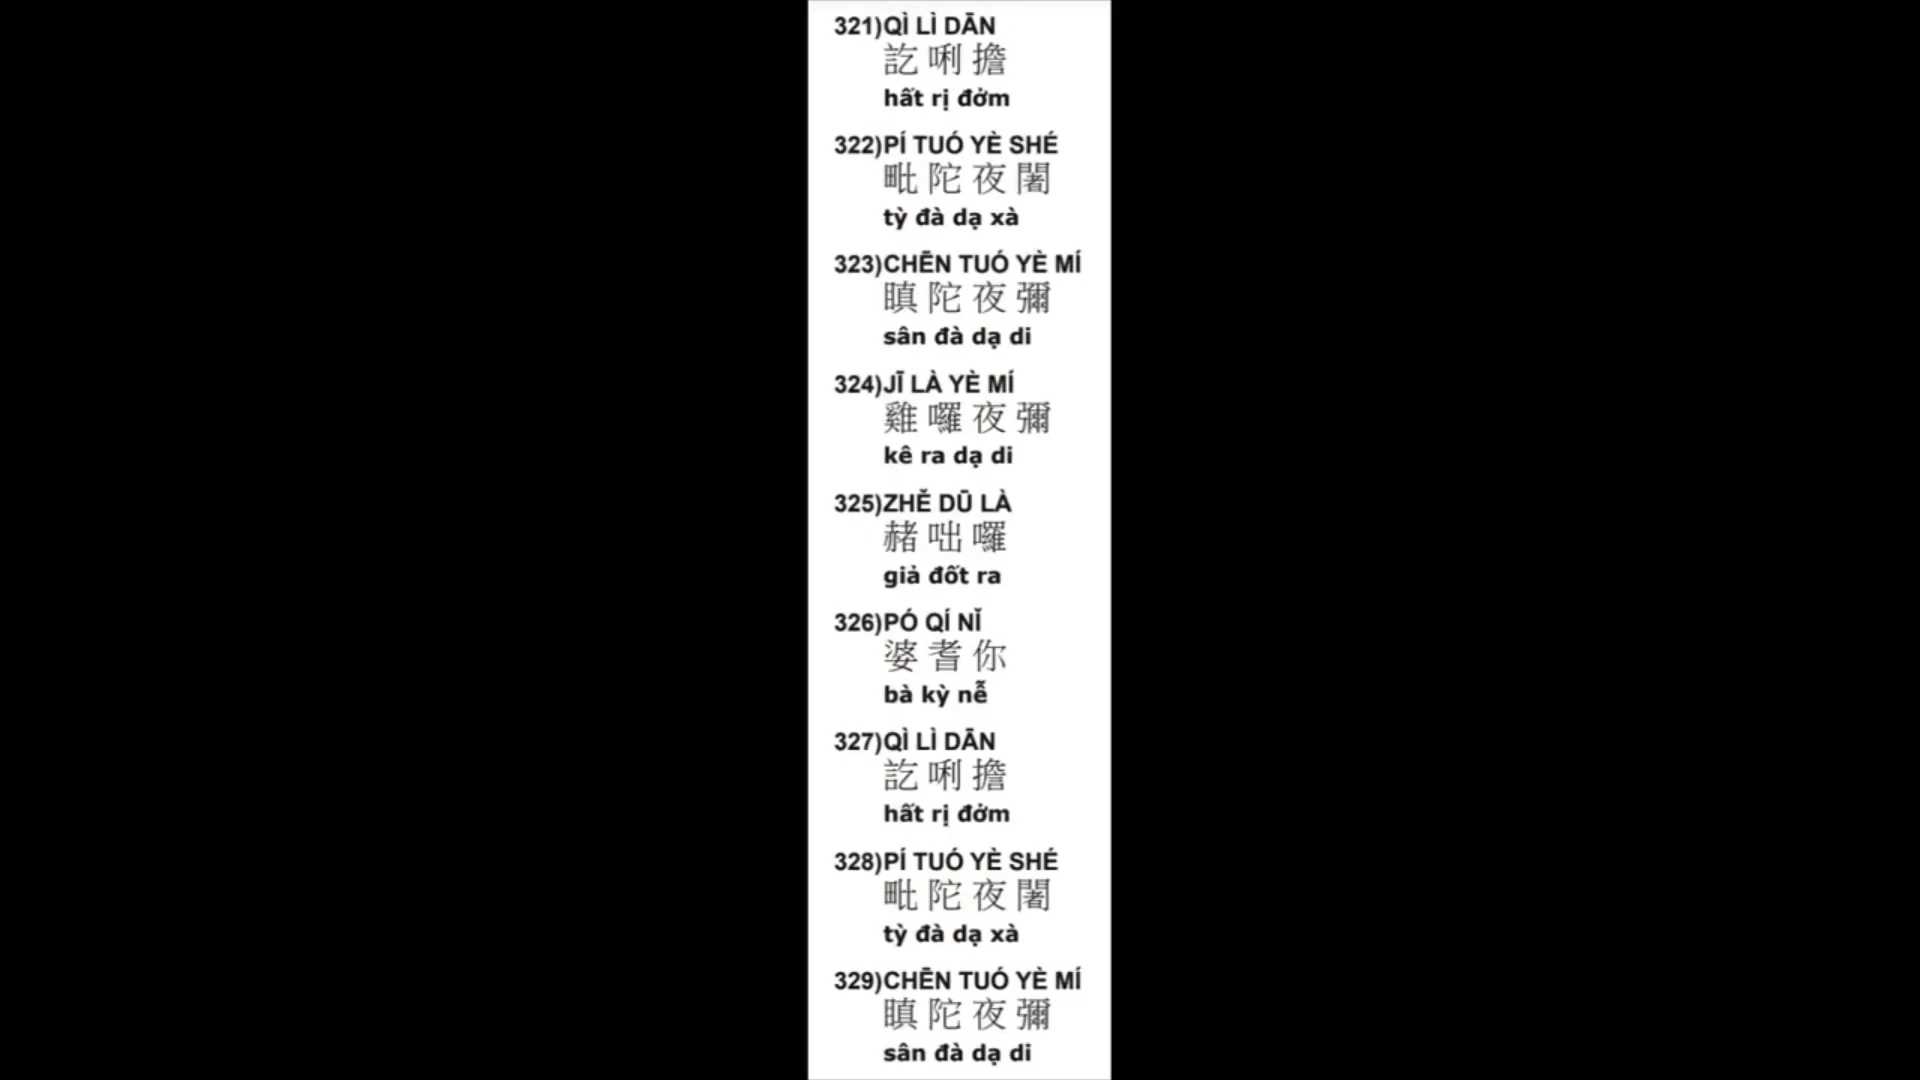 321)QÌ LÌ DĀN
訖 唎 擔
hất rị đởm
322)PÍ TUÓ YÈ SHÉ
毗 陀 夜 闍
tỳ đà dạ xà
323)CHĒN TUÓ YÈ MÍ
瞋 陀 夜 彌
sân đà dạ di
324)JĪ LÀ YÈ MÍ
雞 囉 夜 彌
kê ra dạ di
325)ZHĚ DŪ LÀ
赭 咄 囉
giả đốt ra
326)PÓ QÍ NǏ
婆 耆 你
bà kỳ nễ
327)QÌ LÌ DĀN
訖 唎 擔
hất rị đởm
328)PÍ TUÓ YÈ SHÉ
毗 陀 夜 闍
tỳ đà dạ xà
329)CHĒN TUÓ YÈ MÍ
瞋 陀 夜 彌
sân đà dạ di